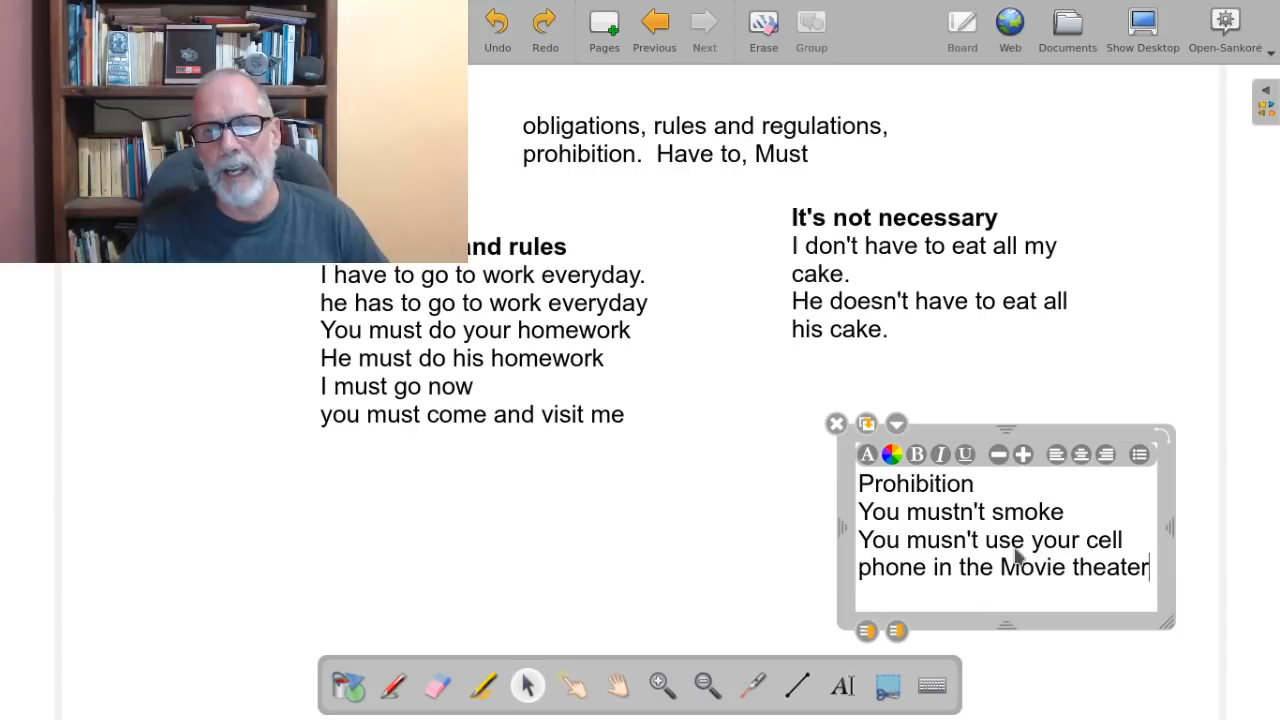 Undo
Redo
Pages
Previous
Next
Erase
Group
Board
Web
Documents
Show Desktop
Open-Sankoré
obligations, rules and regulations,
prohibition. Have to, Must
and rules
I have to go to work everyday.
he has to go to work everyday
You must do your homework
He must do his homework
I must go now
you must come and visit me
It's not necessary
I don't have to eat all my
cake.
He doesn't have to eat all
his cake.
A B I U
Prohibition
You mustn't smoke
You musn't use your cell
phone in the Movie theater
AI